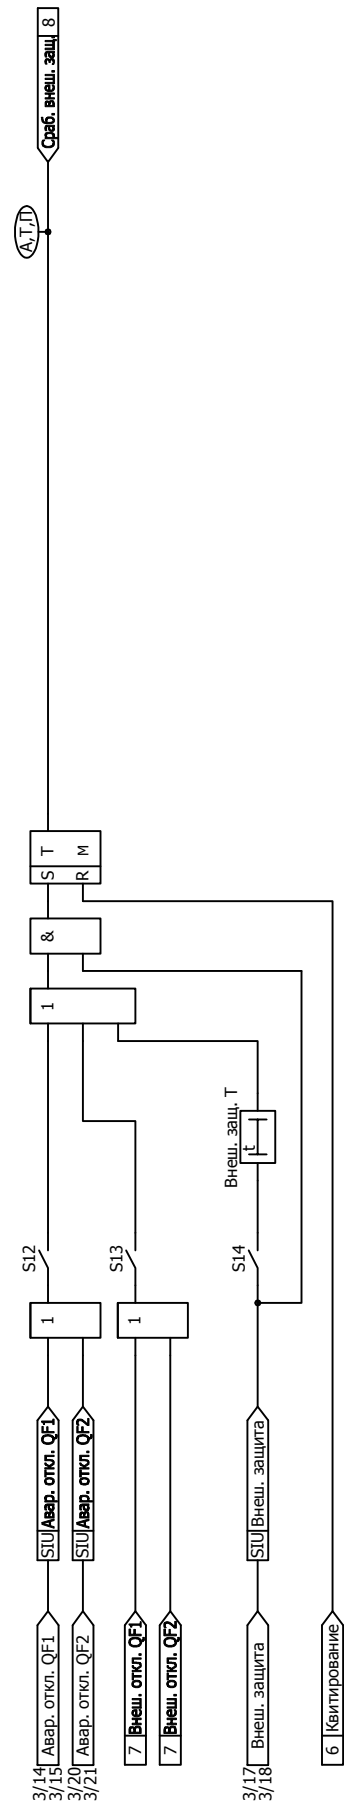 3/14
3/15
Авар. откл. QF1
SIU Авар. откл. QF1
3/20
3/21
Авар. откл. QF2
SIU Авар. откл. QF2
1
S12
7 Внеш. откл. QF1
7 Внеш. откл. QF2
1
S13
3/17
3/18
Внеш. защита
SIU Внеш. защита
S14
Внеш. защ. Т
t
6 Квитирование
1
&
S T
R M
А,Т,П
Сраб. внеш. защ. 8